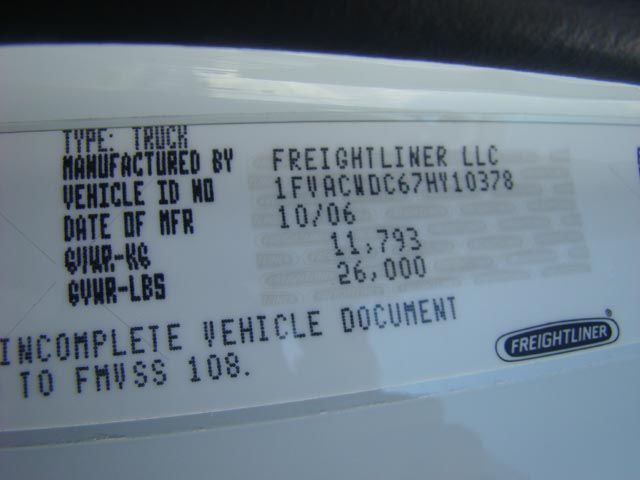 TYPE: TRUCK
MANUFACTURED BY FREIGHTLINER LLC
VEHICLE ID NO 1FVACWDC67HY10378
DATE OF MFR 10/06
GVWR-KG 11,793
GVWR-LBS 26,000
INCOMPLETE VEHICLE DOCUMENT
TO FMVSS 108.
FREIGHTLINER®